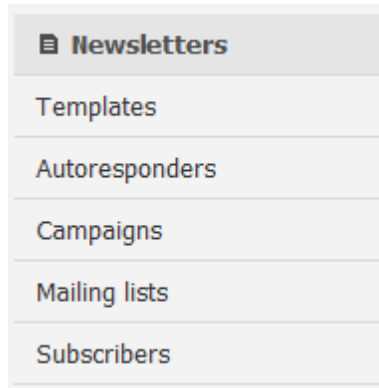 Newsletters
Templates
Autoresponders
Campaigns
Mailing lists
Subscribers